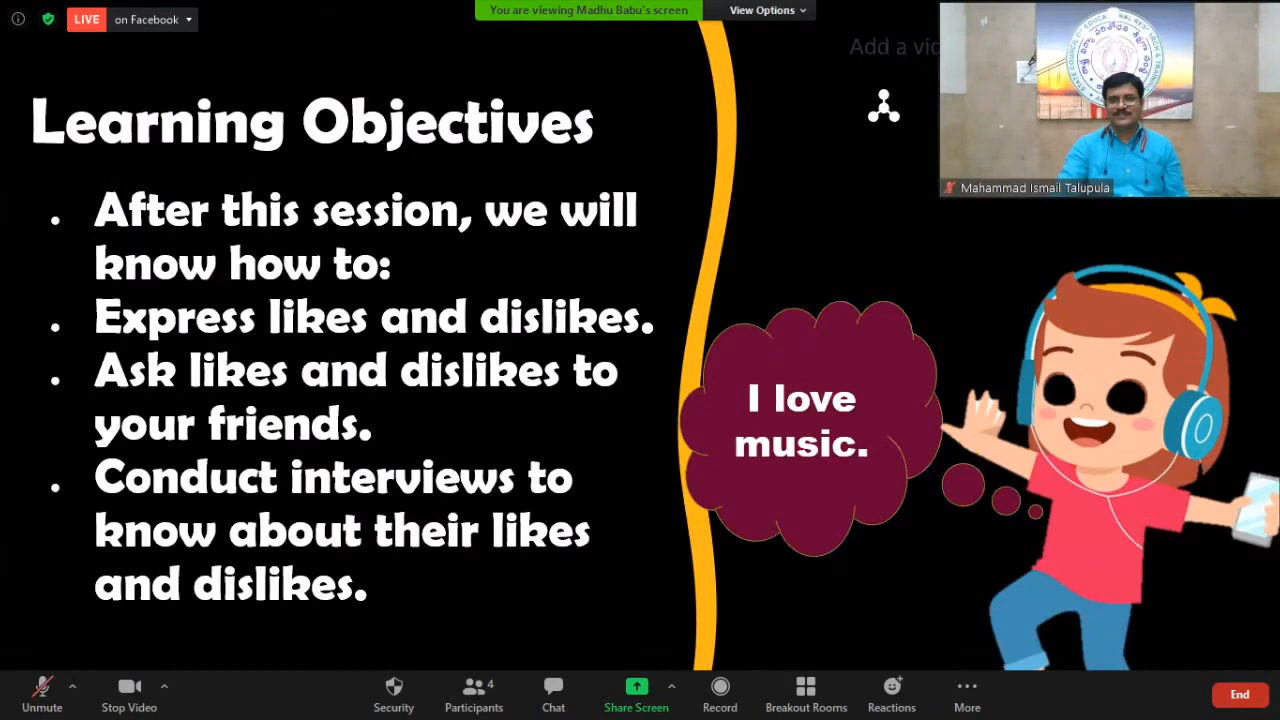 LIVE on Facebook
You are viewing Madhu Babu's screen
View Options
Add a vid
Mahammad Ismail Talupula
Learning Objectives
. After this session, we will
know how to:
. Express likes and dislikes.
. Ask likes and dislikes to
your friends.
. Conduct interviews to
know about their likes
and dislikes.
I love
music.
Unmute
Stop Video
Security
Participants
4
Chat
Share Screen
Record
Breakout Rooms
Reactions
More
End